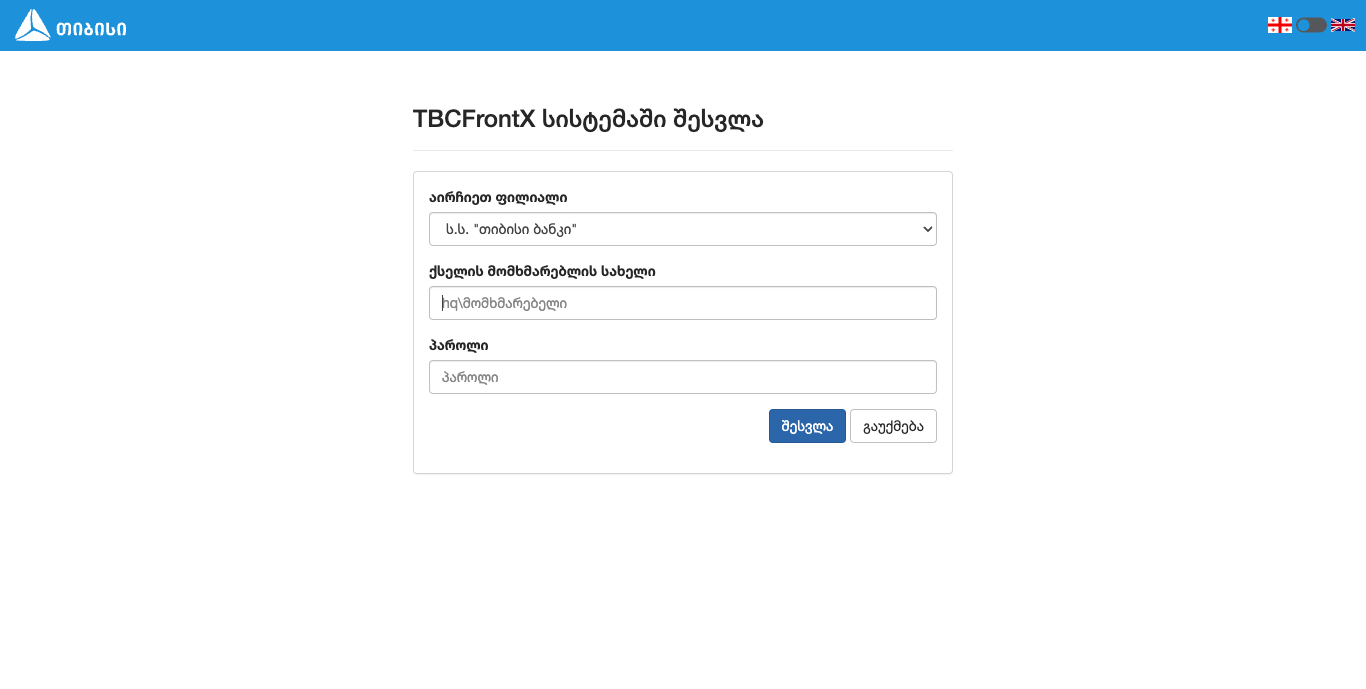 თიბისი
TBCFrontX სისტემაში შესვლა
აირჩიეთ ფილიალი
ს.ს. "თიბისი ბანკი"
ქსელის მომხმარებლის სახელი
hq\მომხმარებელი
პაროლი
პაროლი
შესვლა გაუქმება